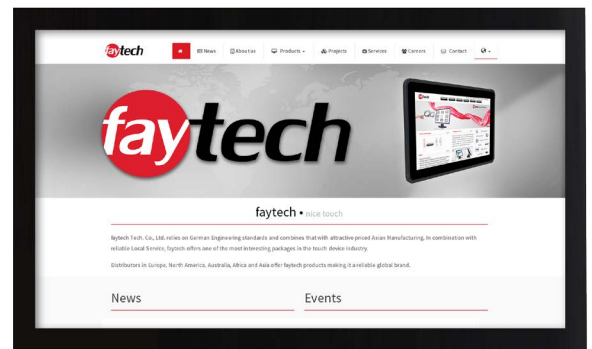 faytech
News
About us
Products
Projects
Services
Careers
Contact
faytech
faytech • nice touch
faytech Tech. Co., Ltd. relies on German Engineering standards and combines that with attractive priced Asian Manufacturing. In combination with
reliable Local Service, faytech offers one of the most interesting packages in the touch device industry.
Distributors in Europe, North America, Australia, Africa and Asia offer faytech products making it a reliable global brand.
News
Events